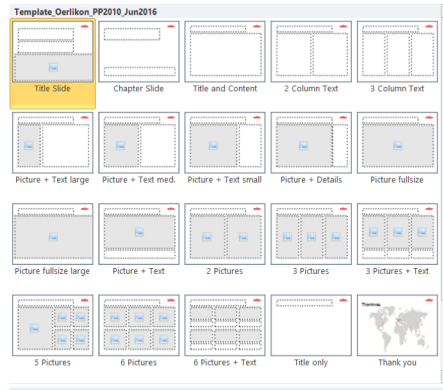 Template_Oerlikon_PP2010_Jun2016
Title Slide
Chapter Slide
Title and Content
2 Column Text
3 Column Text
Picture + Text large
Picture + Text med.
Picture + Text small
Picture + Details
Picture fullsize
Picture fullsize large
Picture + Text
2 Pictures
3 Pictures
3 Pictures + Text
5 Pictures
6 Pictures
6 Pictures + Text
Title only
Thank you